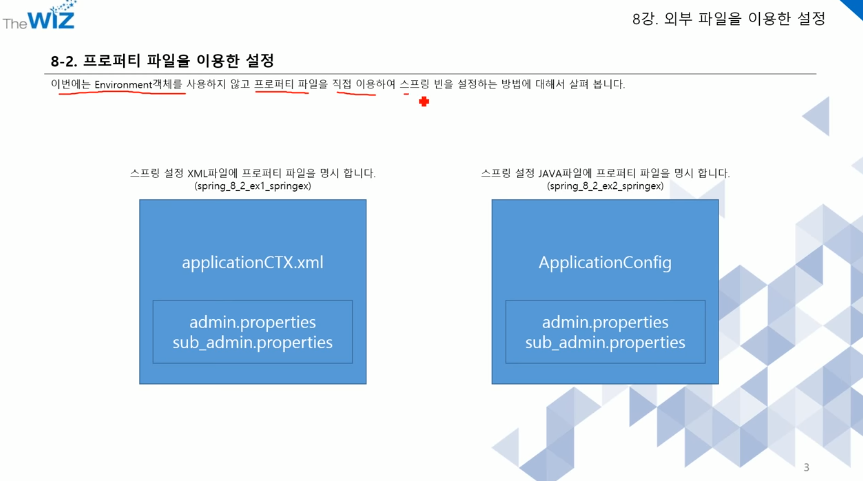 TheWIZ
8강. 외부 파일을 이용한 설정
8-2. 프로퍼티 파일을 이용한 설정
이번에는 Environment객체를 사용하지 않고 프로퍼티 파일을 직접 이용하여 스프링 빈을 설정하는 방법에 대해서 살펴 봅니다.
스프링 설정 XML파일에 프로퍼티 파일을 명시 합니다.
(spring_8_2_ex1_springex)
applicationCTX.xml
admin.properties
sub_admin.properties
스프링 설정 JAVA파일에 프로퍼티 파일을 명시 합니다.
(spring_8_2_ex2_springex)
ApplicationConfig
admin.properties
sub_admin.properties
3